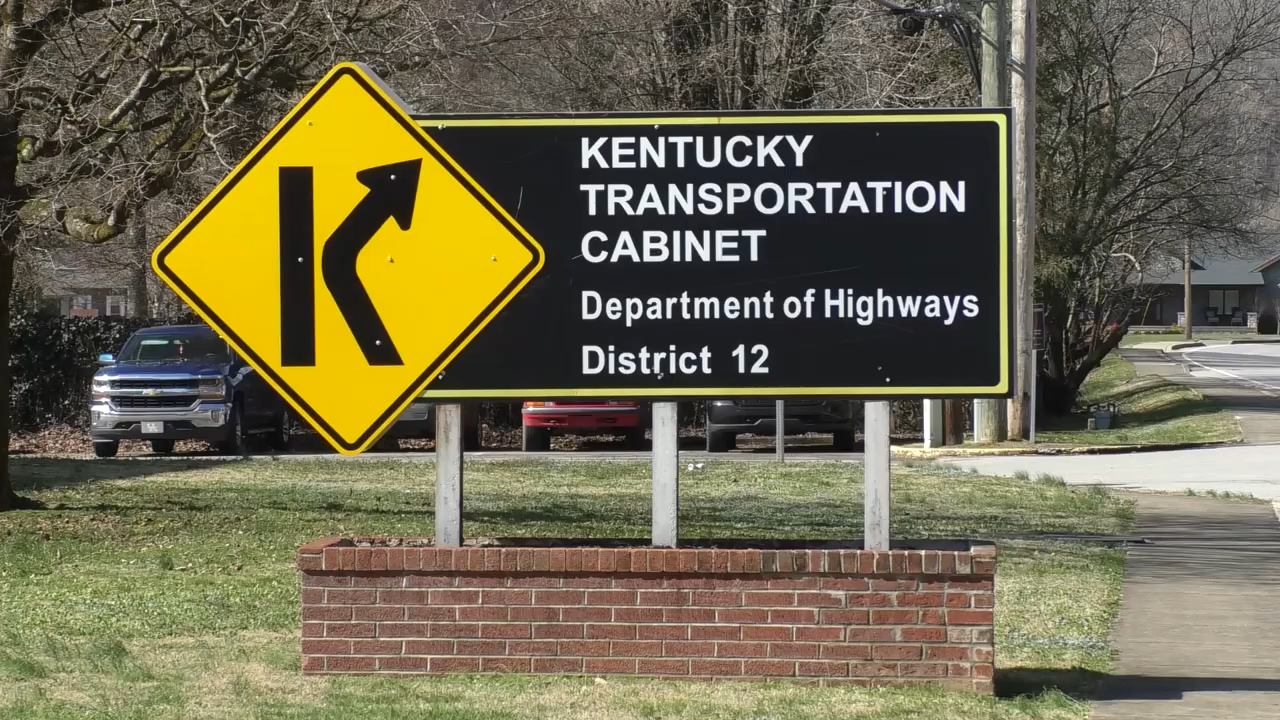 KENTUCKY
TRANSPORTATION
CABINET
Department of Highways
District 12